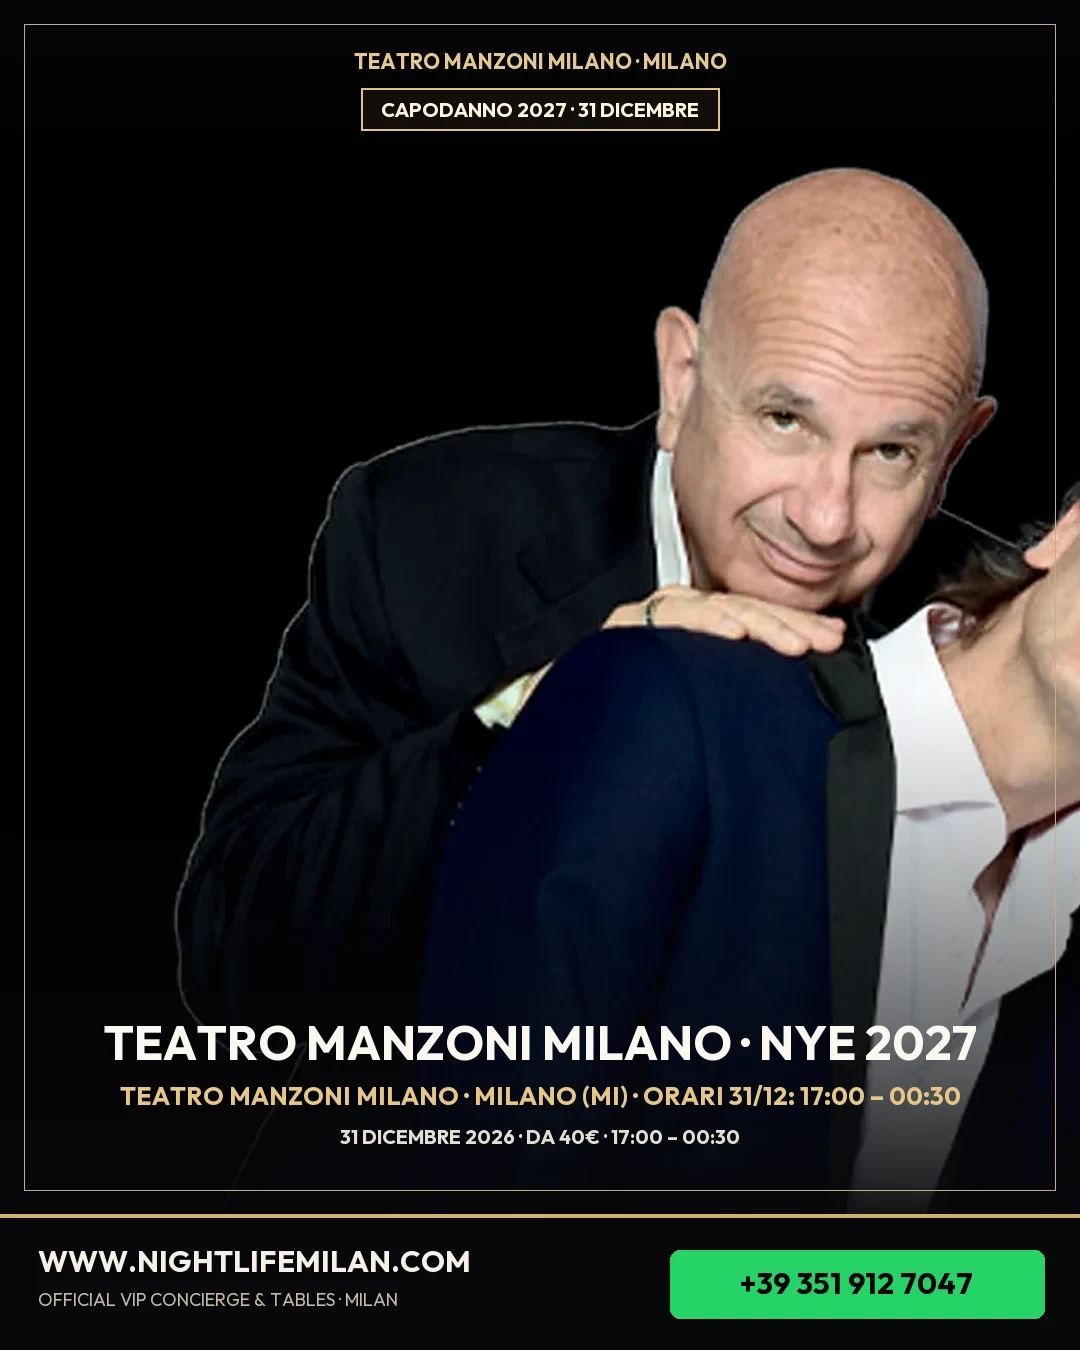 TEATRO MANZONI MILANO · MILANO
CAPODANNO 2027 · 31 DICEMBRE
TEATRO MANZONI MILANO · NYE 2027
TEATRO MANZONI MILANO · MILANO (MI) · ORARI 31/12: 17:00 – 00:30
31 DICEMBRE 2026 · DA 40€ · 17:00 – 00:30
WWW.NIGHTLIFEMILAN.COM
+39 351 912 7047
OFFICIAL VIP CONCIERGE & TABLES · MILAN